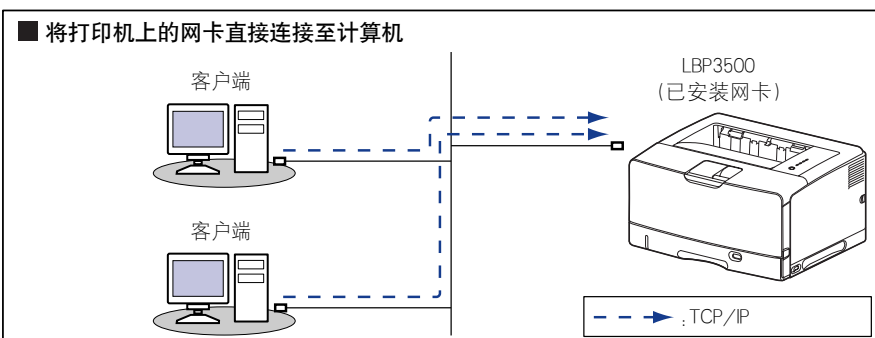 ■ 将打印机上的网卡直接连接至计算机
客户端
LBP3500
(已安装网卡)
客户端
:TCP/IP